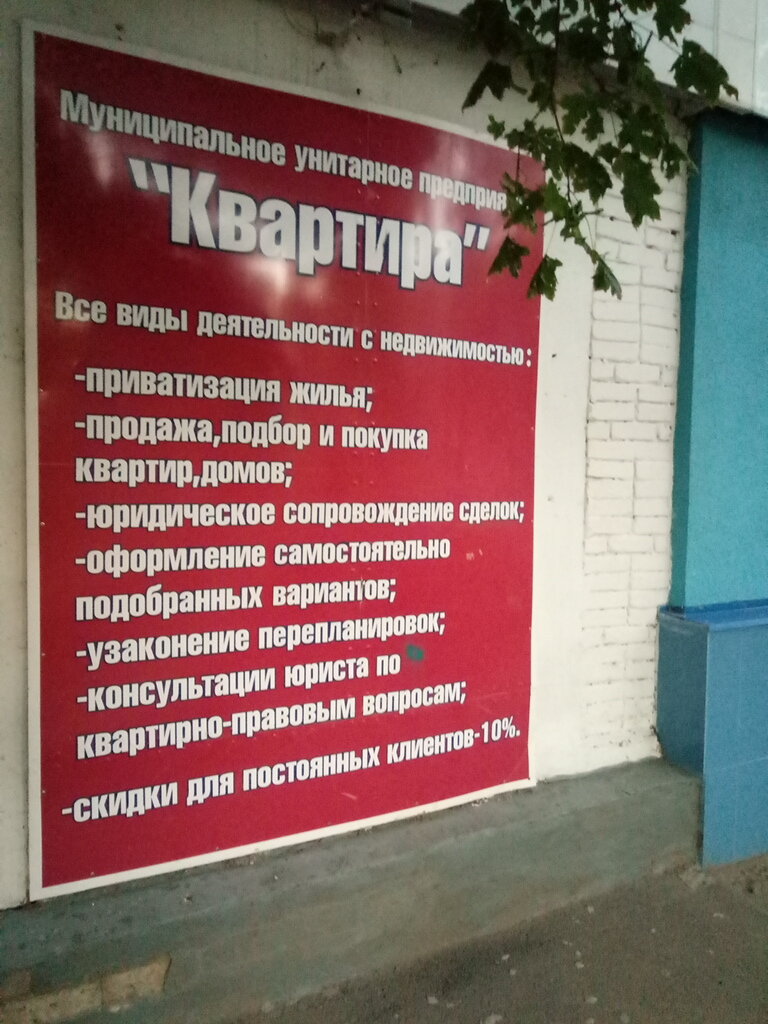 Муниципальное унитарное предприя
"Квартира"
Все виды деятельности с недвижимостью:
-приватизация жилья;
-продажа,подбор и покупка
квартир,домов;
-юридическое сопровождение сделок;
-оформление самостоятельно
подобранных вариантов;
-узаконение перепланировок;
-консультации юриста по
квартирно-правовым вопросам;
-скидки для постоянных клиентов-10%.